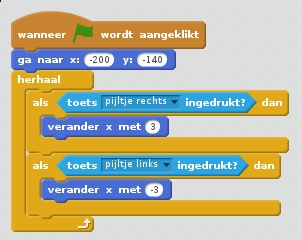 wanneer wordt aangeklikt
ga naar x: -200 y: -140
herhaal
als toets pijltje rechts ingedrukt? dan
verander x met 3
als toets pijltje links ingedrukt? dan
verander x met -3